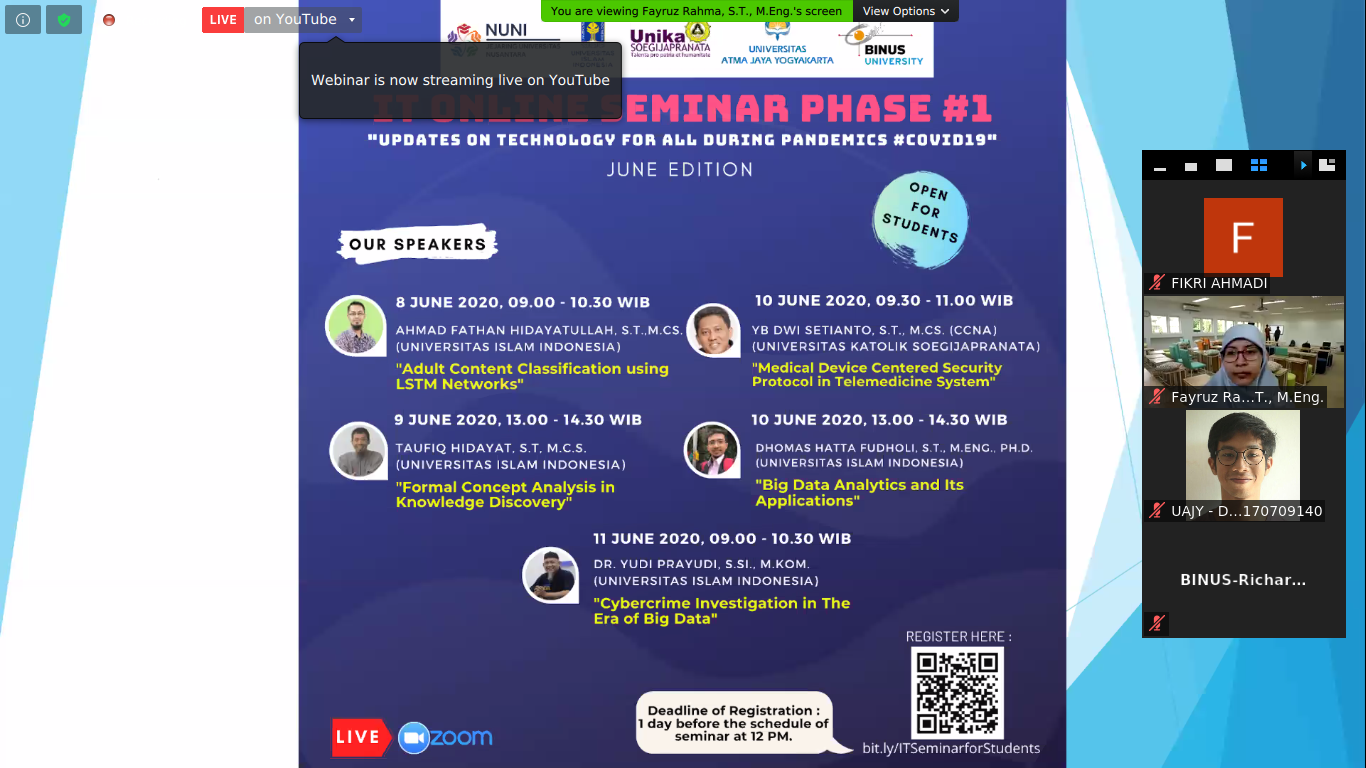 LIVE on YouTube
You are viewing Fayruz Rahma, S.T., M.Eng.'s screen
View Options
Webinar is now streaming live on YouTube
NUNI
Unika
SOEGIJAPRANATA
Talenta pro patria et humanitate
UNIVERSITAS
ATMA JAYA YOGYAKARTA
BINUS
UNIVERSITY
IT ONLINE SEMINAR PHASE #1
"UPDATES ON TECHNOLOGY FOR ALL DURING PANDEMICS #COVID19"
JUNE EDITION
OPEN
FOR
STUDENTS
OUR SPEAKERS
8 JUNE 2020, 09.00 - 10.30 WIB
AHMAD FATHAN HIDAYATULLAH, S.T.,M.CS.
(UNIVERSITAS ISLAM INDONESIA)
"Adult Content Classification using
LSTM Networks"
10 JUNE 2020, 09.30 - 11.00 WIB
YB DWI SETIANTO, S.T., M.CS. (CCNA)
(UNIVERSITAS KATOLIK SOEGIJAPRANATA)
"Medical Device Centered Security
Protocol in Telemedicine System"
9 JUNE 2020, 13.00 - 14.30 WIB
TAUFIQ HIDAYAT, S.T, M.C.S.
(UNIVERSITAS ISLAM INDONESIA)
"Formal Concept Analysis in
Knowledge Discovery"
10 JUNE 2020, 13.00 - 14.30 WIB
DHOMAS HATTA FUDHOLI, S.T., M.ENG., PH.D.
(UNIVERSITAS ISLAM INDONESIA)
"Big Data Analytics and Its
Applications"
11 JUNE 2020, 09.00 - 10.30 WIB
DR. YUDI PRAYUDI, S.SI., M.KOM.
(UNIVERSITAS ISLAM INDONESIA)
"Cybercrime Investigation in The
Era of Big Data"
REGISTER HERE :
bit.ly/ITSeminarforStudents
Deadline of Registration :
1 day before the schedule of
seminar at 12 PM.
LIVE zoom
F
FIKRI AHMADI
Fayruz Ra...T., M.Eng.
UAJY - D...170709140
BINUS-Richar...